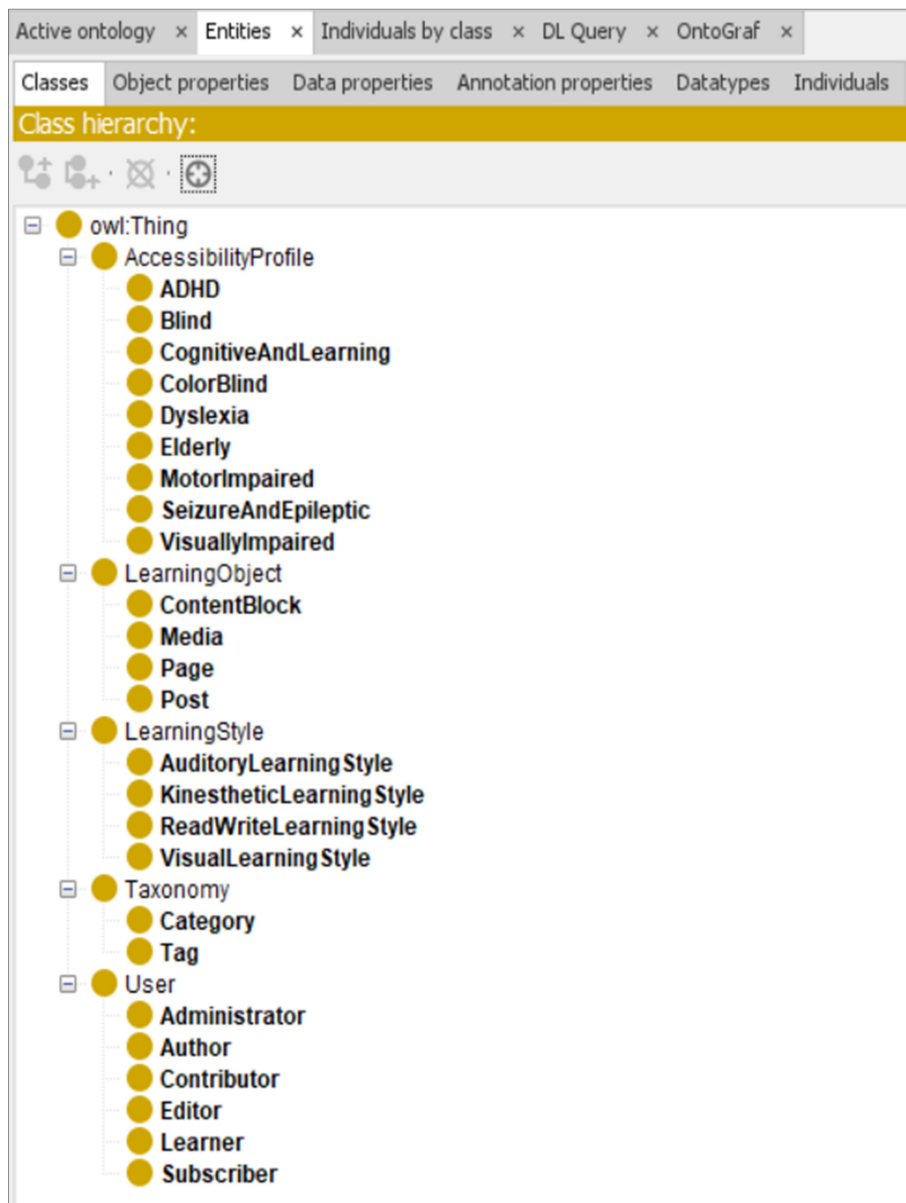 Active ontology × Entities × Individuals by class × DL Query × OntoGraf ×
Classes Object properties Data properties Annotation properties Datatypes Individuals
Class hierarchy:
owl:Thing
AccessibilityProfile
ADHD
Blind
CognitiveAndLearning
ColorBlind
Dyslexia
Elderly
MotorImpaired
SeizureAndEpileptic
VisuallyImpaired
LearningObject
ContentBlock
Media
Page
Post
LearningStyle
AuditoryLearningStyle
KinestheticLearningStyle
ReadWriteLearningStyle
VisualLearningStyle
Taxonomy
Category
Tag
User
Administrator
Author
Contributor
Editor
Learner
Subscriber